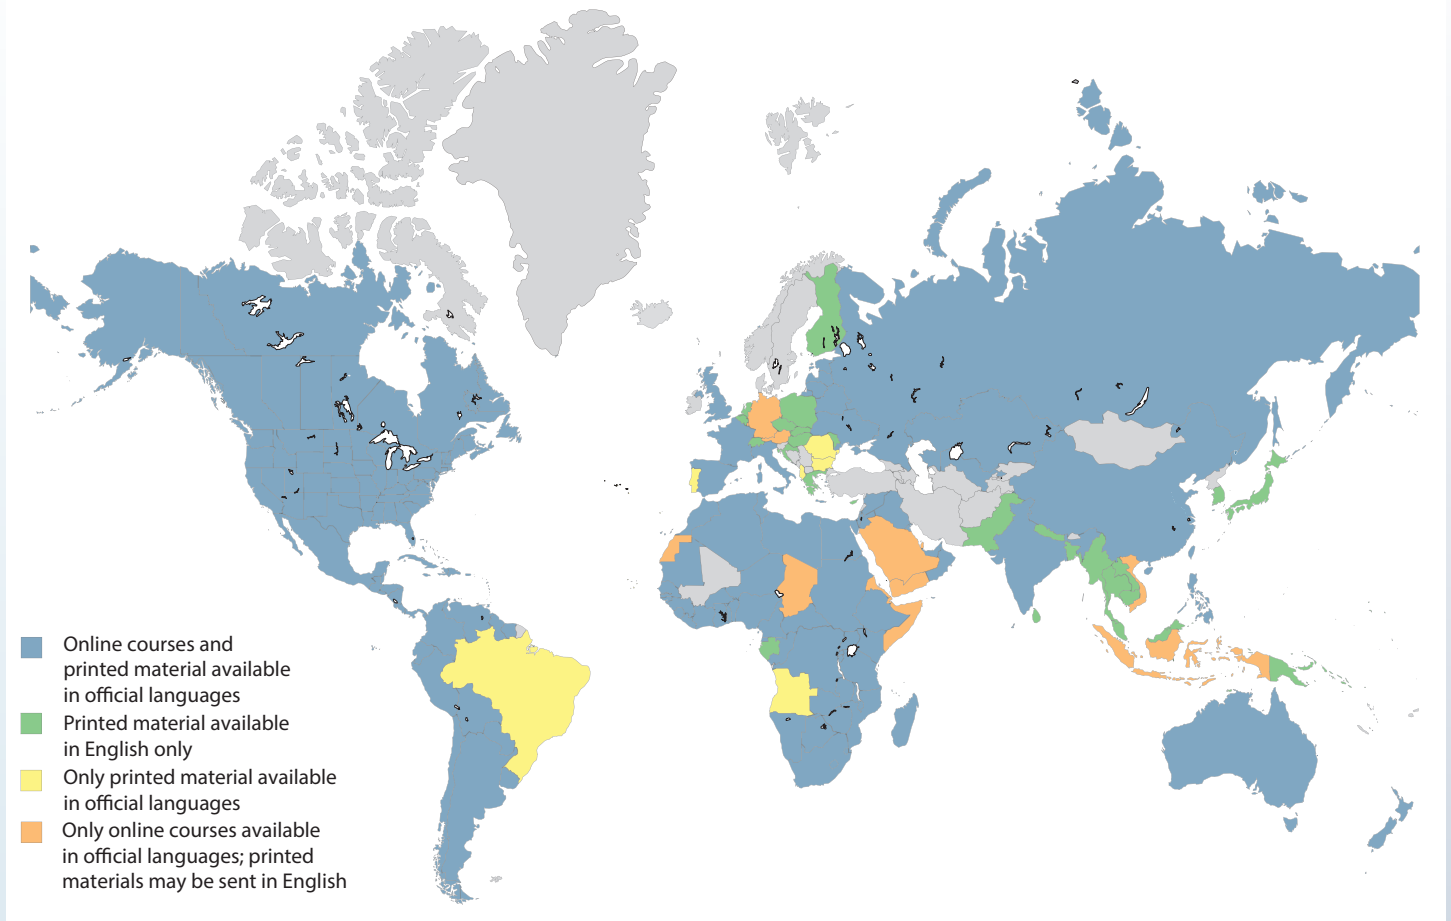 Online courses and
printed material available
in official languages
Printed material available
in English only
Only printed material available
in official languages
Only online courses available
in official languages; printed
materials may be sent in English